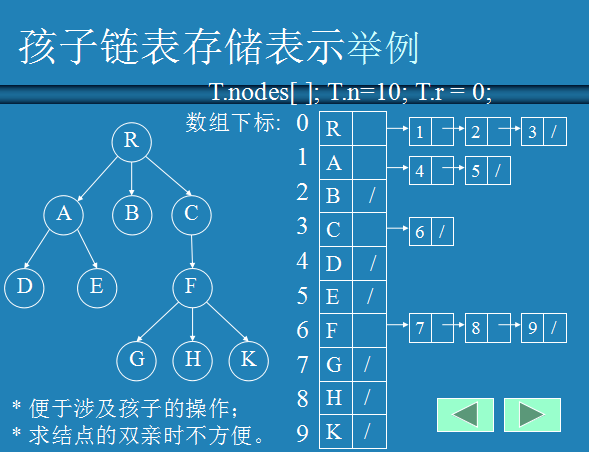 孩子链表存储表示举例
T.nodes[ ]; T.n=10; T.r = 0;
数组下标:
R
A B C
D E F
G H K
0 R 1 2 3 /
1 A 4 5 /
2 B /
3 C 6 /
4 D /
5 E /
6 F 7 8 9 /
7 G /
8 H /
9 K /
* 便于涉及孩子的操作;
* 求结点的双亲时不方便。